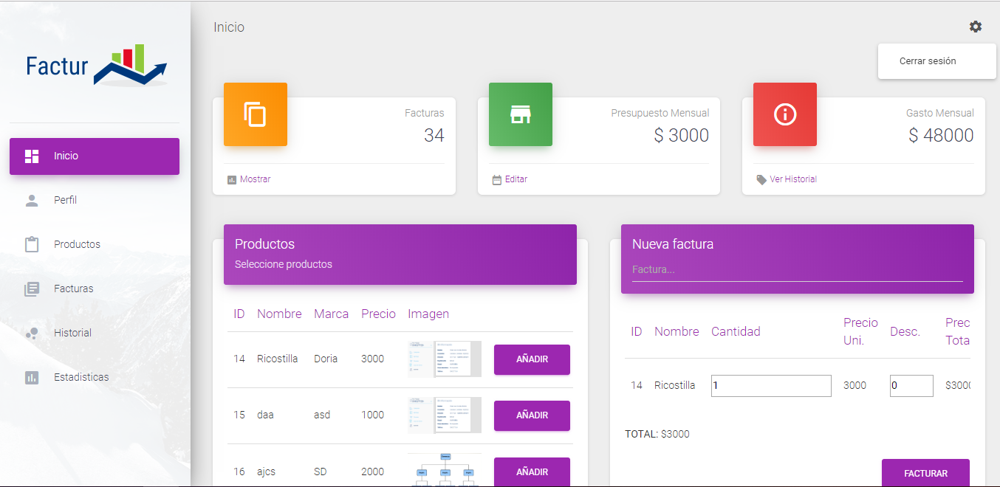 Factur
Inicio
Perfil
Productos
Facturas
Historial
Estadisticas
Inicio
Cerrar sesión
Facturas
34
Mostrar
Presupuesto Mensual
$ 3000
Editar
Gasto Mensual
$ 48000
Ver Historial
Productos
Seleccione productos
ID Nombre Marca Precio Imagen
14 Ricostilla Doria 3000 AÑADIR
15 daa asd 1000 AÑADIR
16 ajcs SD 2000 AÑADIR
Nueva factura
Factura...
ID Nombre Cantidad Precio Uni. Desc. Prec Tota
14 Ricostilla 1 3000 0 $3000
TOTAL: $3000
FACTURAR